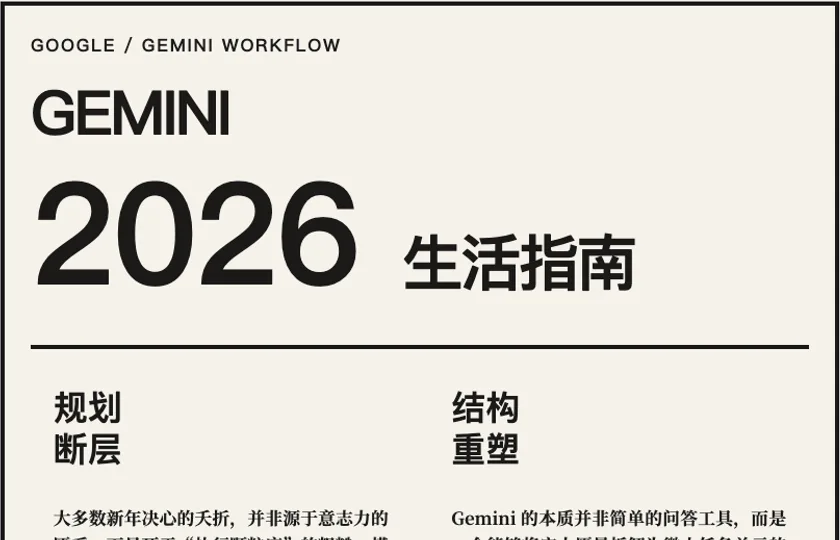 GOOGLE / GEMINI WORKFLOW
GEMINI
2026 生活指南
规划
断层
大多数新年决心的夭折，并非源于意志力的
结构
重塑
Gemini 的本质并非简单的问答工具，而是